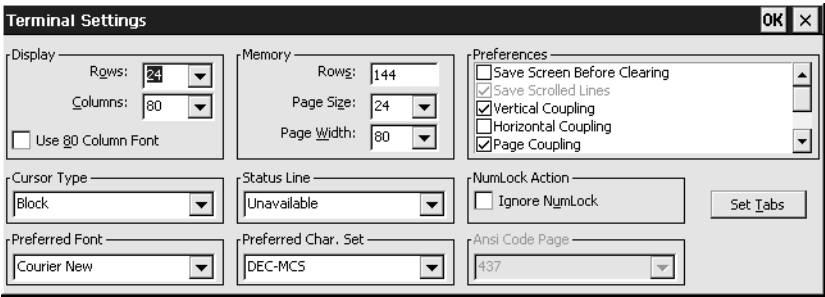 Terminal Settings OK
Display
Rows: 24
Columns: 80
Use 80 Column Font
Memory
Rows: 144
Page Size: 24
Page Width: 80
Preferences
Save Screen Before Clearing
Save Scrolled Lines
Vertical Coupling
Horizontal Coupling
Page Coupling
Cursor Type
Block
Status Line
Unavailable
NumLock Action
Ignore NumLock
Set Tabs
Preferred Font
Courier New
Preferred Char. Set
DEC-MCS
Ansi Code Page
437